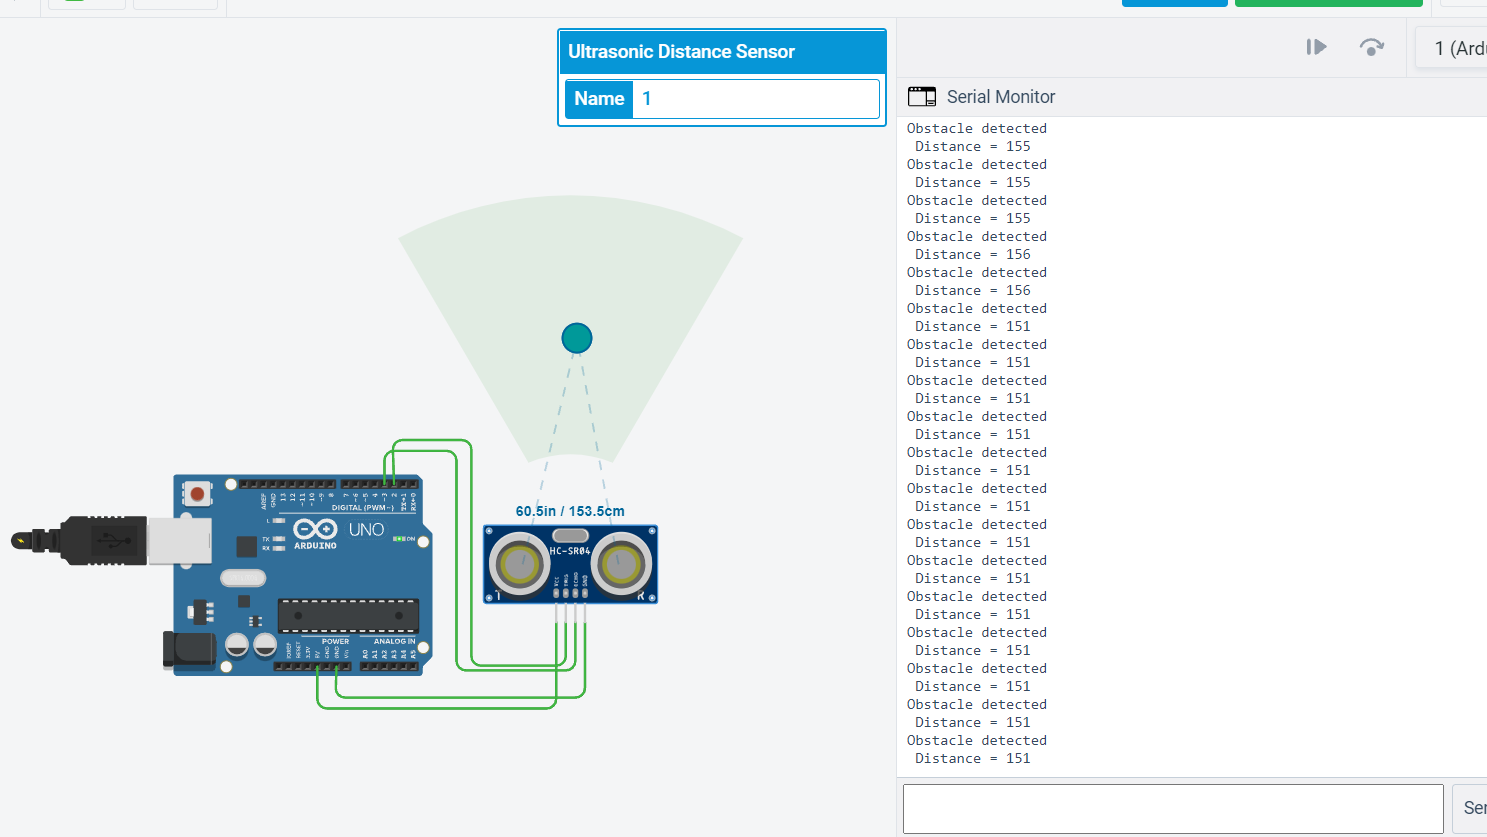 Ultrasonic Distance Sensor
Name 1
1 (Ardu
Serial Monitor
Obstacle detected
Distance = 155
Obstacle detected
Distance = 155
Obstacle detected
Distance = 155
Obstacle detected
Distance = 156
Obstacle detected
Distance = 156
Obstacle detected
Distance = 151
Obstacle detected
Distance = 151
Obstacle detected
Distance = 151
Obstacle detected
Distance = 151
Obstacle detected
Distance = 151
Obstacle detected
Distance = 151
Obstacle detected
Distance = 151
Obstacle detected
Distance = 151
Obstacle detected
Distance = 151
Obstacle detected
Distance = 151
Obstacle detected
Distance = 151
Obstacle detected
Distance = 151
Obstacle detected
Distance = 151
Ser
60.5in / 153.5cm
HC-SR04
VCC TRIG ECHO GND
T R
AREF GND 13 12 ~11 ~10 ~9 8 7 ~6 ~5 4 ~3 2 TX→1 RX←0
DIGITAL (PWM~)
L
TX
RX
UNO
ON
ARDUINO
POWER ANALOG IN
IOREF RESET 3.3V 5V GND GND Vin A0 A1 A2 A3 A4 A5